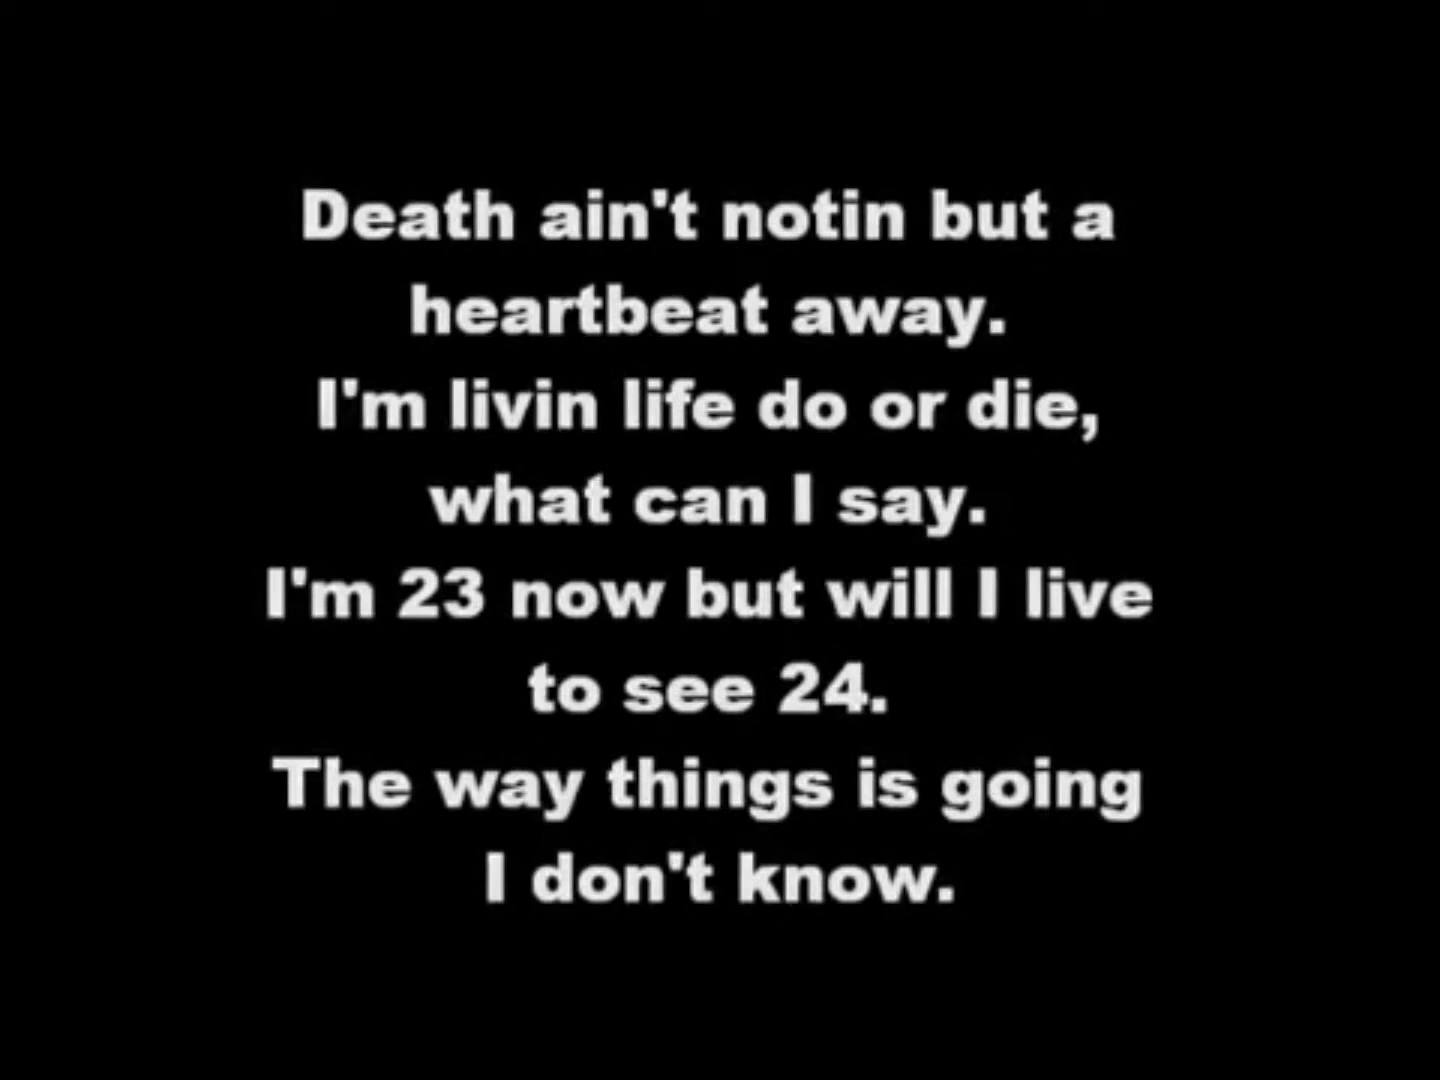 Death ain't notin but a
heartbeat away.
I'm livin life do or die,
what can I say.
I'm 23 now but will I live
to see 24.
The way things is going
I don't know.